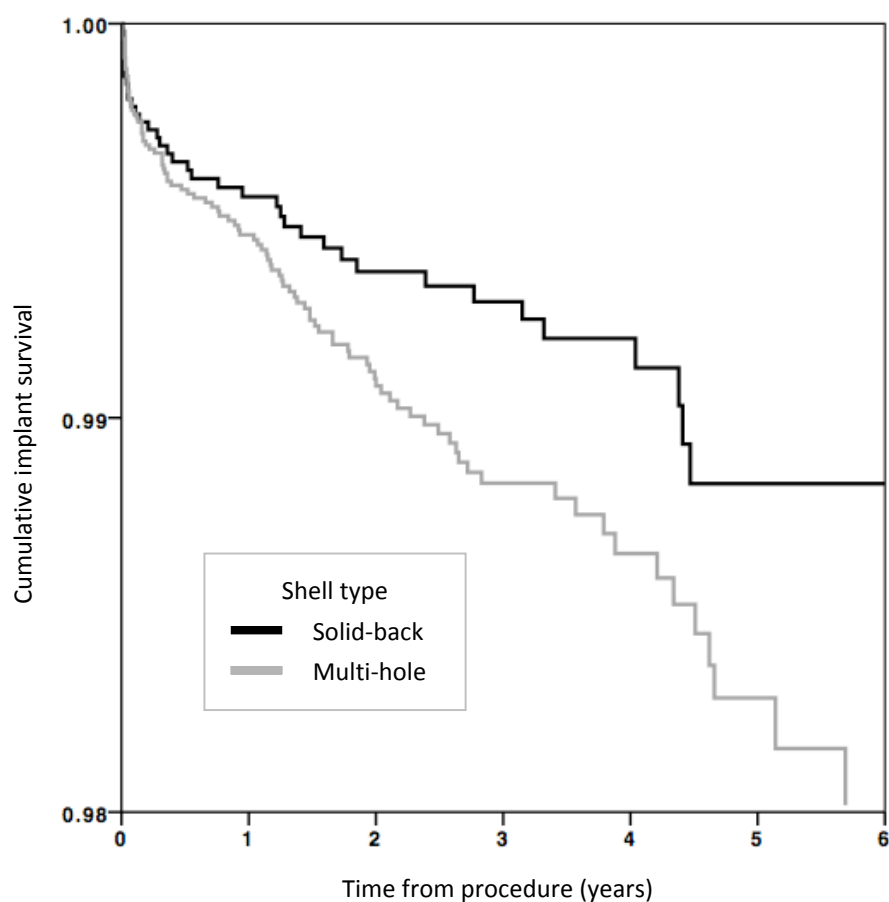 1.00
0.99
0.98
Cumulative implant survival
Shell type
Solid-back
Multi-hole
0 1 2 3 4 5 6
Time from procedure (years)